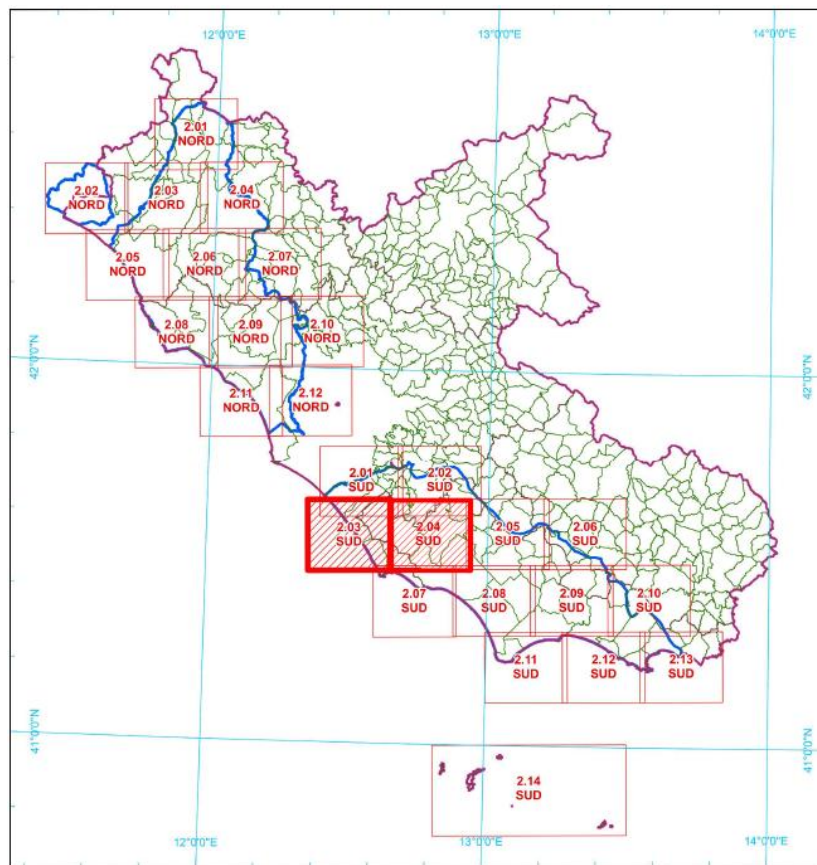 12°0'0"E
13°0'0"E
14°0'0"E
2.01
NORD
2.02
NORD
2.03
NORD
2.04
NORD
2.05
NORD
2.06
NORD
2.07
NORD
2.08
NORD
2.09
NORD
2.10
NORD
42°0'0"N
42°0'0"N
2.11
NORD
2.12
NORD
2.01
SUD
2.02
SUD
2.03
SUD
2.04
SUD
2.05
SUD
2.06
SUD
2.07
SUD
2.08
SUD
2.09
SUD
2.10
SUD
2.11
SUD
2.12
SUD
2.13
SUD
41°0'0"N
41°0'0"N
2.14
SUD
12°0'0"E
13°0'0"E
14°0'0"E